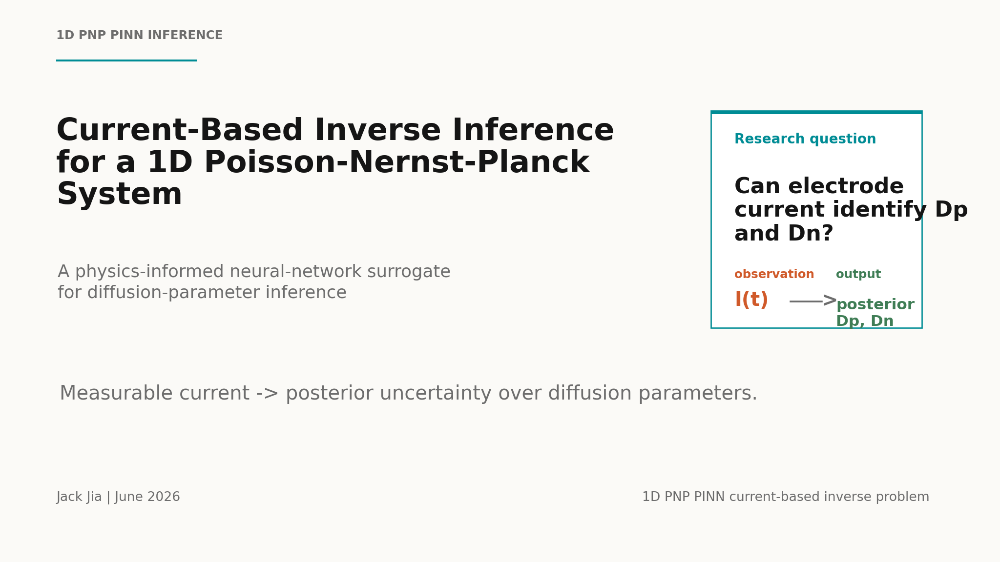 1D PNP PINN INFERENCE
Current-Based Inverse Inference
for a 1D Poisson-Nernst-Planck
System
A physics-informed neural-network surrogate
for diffusion-parameter inference
Research question
Can electrode
current identify Dp
and Dn?
observation output
I(t) —> posterior
Dp, Dn
Measurable current -> posterior uncertainty over diffusion parameters.
Jack Jia | June 2026
1D PNP PINN current-based inverse problem